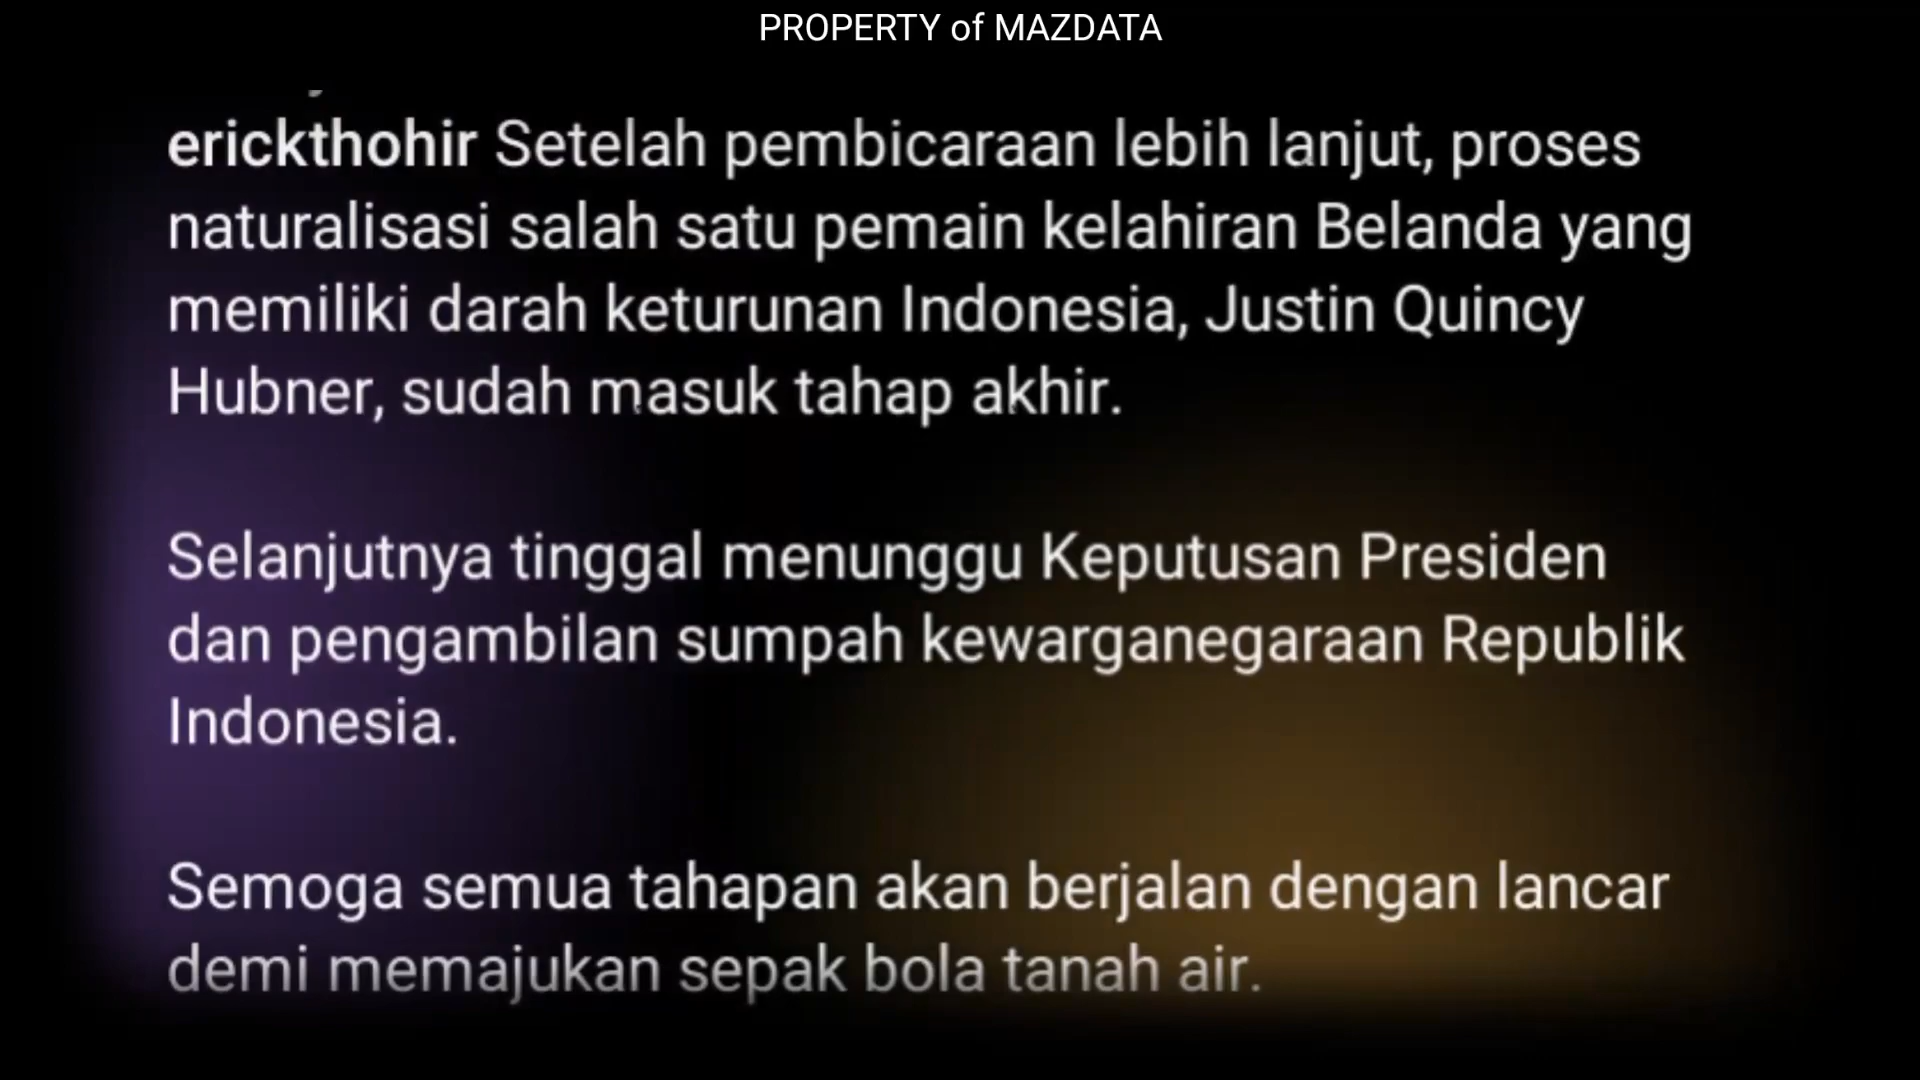 PROPERTY of MAZDATA
erickthohir Setelah pembicaraan lebih lanjut, proses
naturalisasi salah satu pemain kelahiran Belanda yang
memiliki darah keturunan Indonesia, Justin Quincy
Hubner, sudah masuk tahap akhir.
Selanjutnya tinggal menunggu Keputusan Presiden
dan pengambilan sumpah kewarganegaraan Republik
Indonesia.
Semoga semua tahapan akan berjalan dengan lancar
demi memajukan sepak bola tanah air.